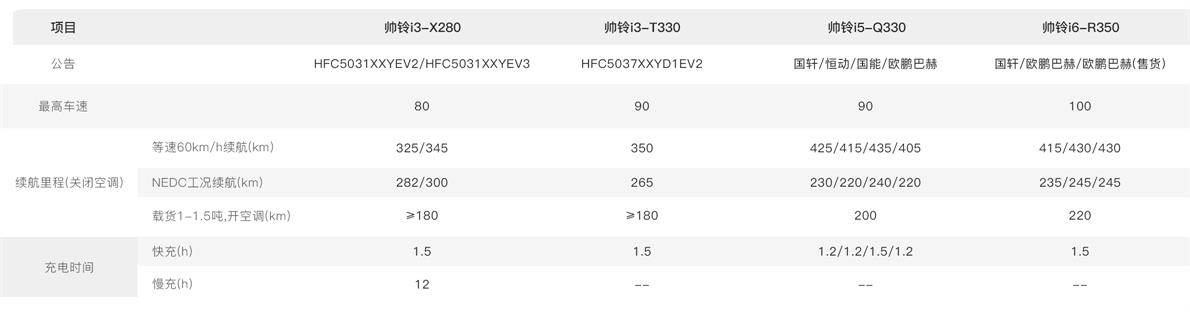 项目 帅铃i3-X280 帅铃i3-T330 帅铃i5-Q330 帅铃i6-R350
公告 HFC5031XXYEV2/HFC5031XXYEV3 HFC5037XXYD1EV2 国轩/恒动/国能/欧鹏巴赫 国轩/欧鹏巴赫/欧鹏巴赫(售货)
最高车速 80 90 90 100
等速60km/h续航(km) 325/345 350 425/415/435/405 415/430/430
续航里程(关闭空调) NEDC工况续航(km) 282/300 265 230/220/240/220 235/245/245
载货1-1.5吨,开空调(km) ≥180 ≥180 200 220
快充(h) 1.5 1.5 1.2/1.2/1.5/1.2 1.5
充电时间
慢充(h) 12 -- -- --